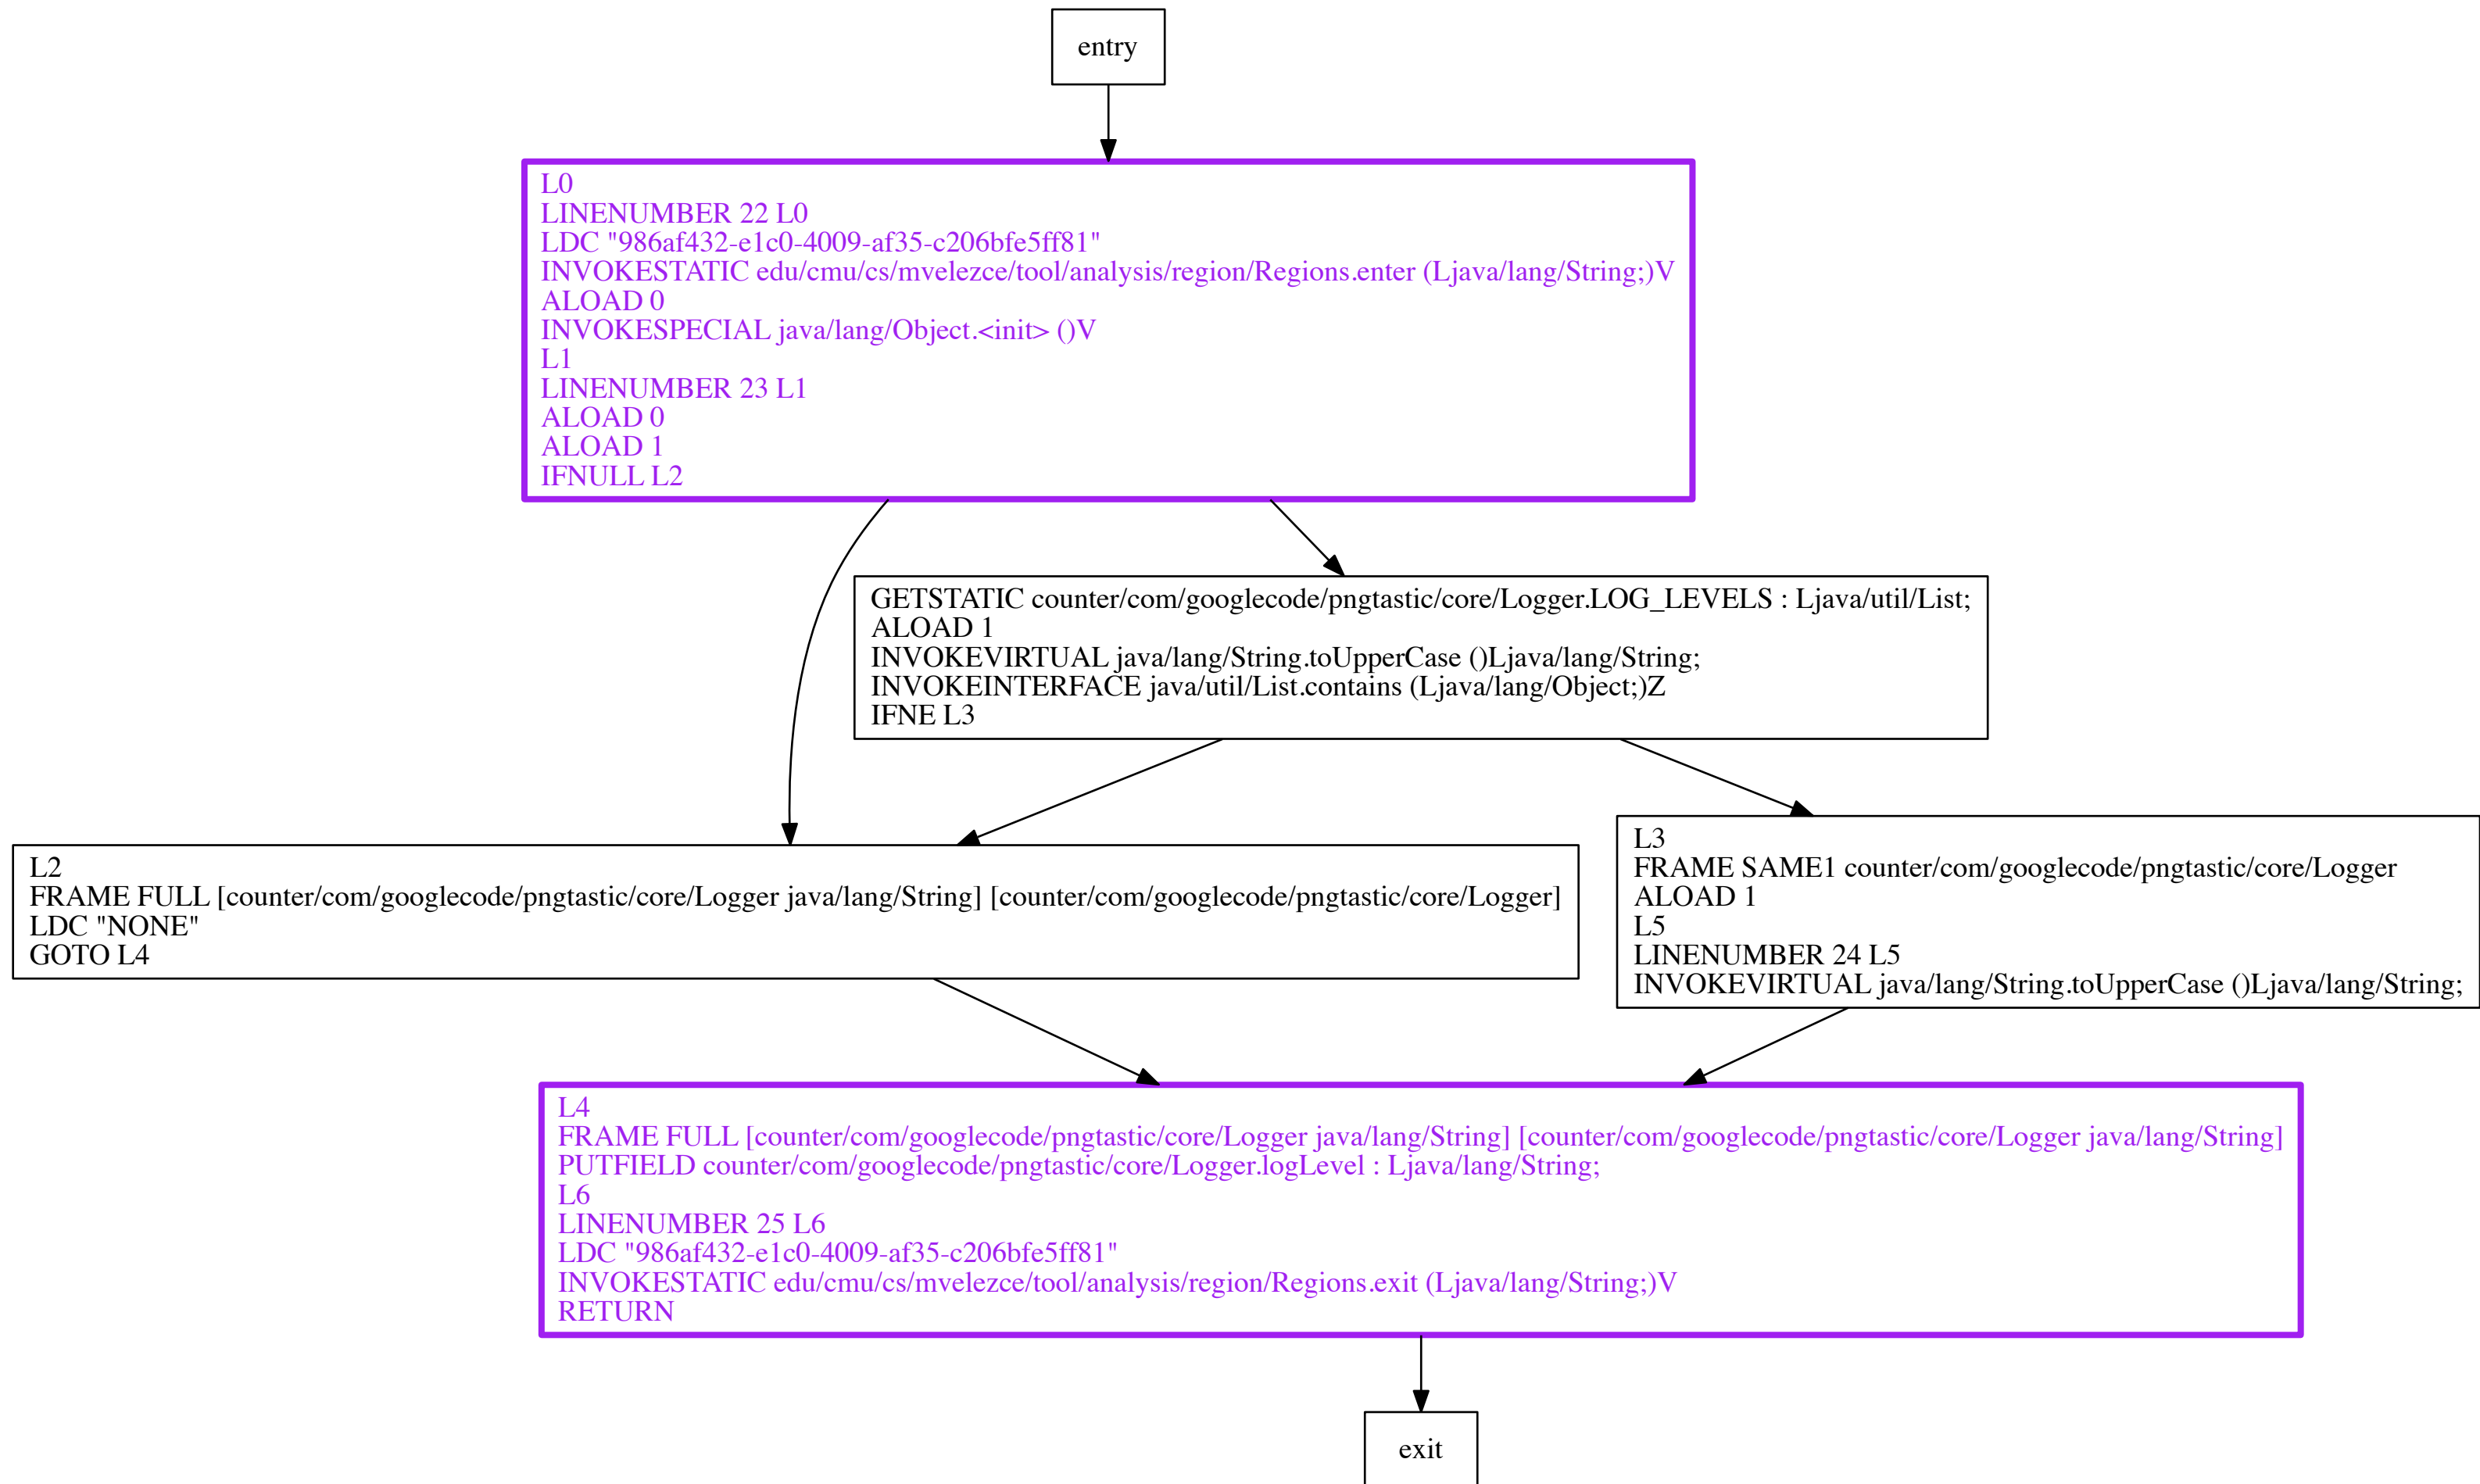 entry
L0
LINENUMBER 22 L0
LDC "986af432-e1c0-4009-af35-c206bfe5ff81"
INVOKESTATIC edu/cmu/cs/mvelezce/tool/analysis/region/Regions.enter (Ljava/lang/String;)V
ALOAD 0
INVOKESPECIAL java/lang/Object.<init> ()V
L1
LINENUMBER 23 L1
ALOAD 0
ALOAD 1
IFNULL L2
GETSTATIC counter/com/googlecode/pngtastic/core/Logger.LOG_LEVELS : Ljava/util/List;
ALOAD 1
INVOKEVIRTUAL java/lang/String.toUpperCase ()Ljava/lang/String;
INVOKEINTERFACE java/util/List.contains (Ljava/lang/Object;)Z
IFNE L3
L2
FRAME FULL [counter/com/googlecode/pngtastic/core/Logger java/lang/String] [counter/com/googlecode/pngtastic/core/Logger]
LDC "NONE"
GOTO L4
L3
FRAME SAME1 counter/com/googlecode/pngtastic/core/Logger
ALOAD 1
L5
LINENUMBER 24 L5
INVOKEVIRTUAL java/lang/String.toUpperCase ()Ljava/lang/String;
L4
FRAME FULL [counter/com/googlecode/pngtastic/core/Logger java/lang/String] [counter/com/googlecode/pngtastic/core/Logger java/lang/String]
PUTFIELD counter/com/googlecode/pngtastic/core/Logger.logLevel : Ljava/lang/String;
L6
LINENUMBER 25 L6
LDC "986af432-e1c0-4009-af35-c206bfe5ff81"
INVOKESTATIC edu/cmu/cs/mvelezce/tool/analysis/region/Regions.exit (Ljava/lang/String;)V
RETURN
exit